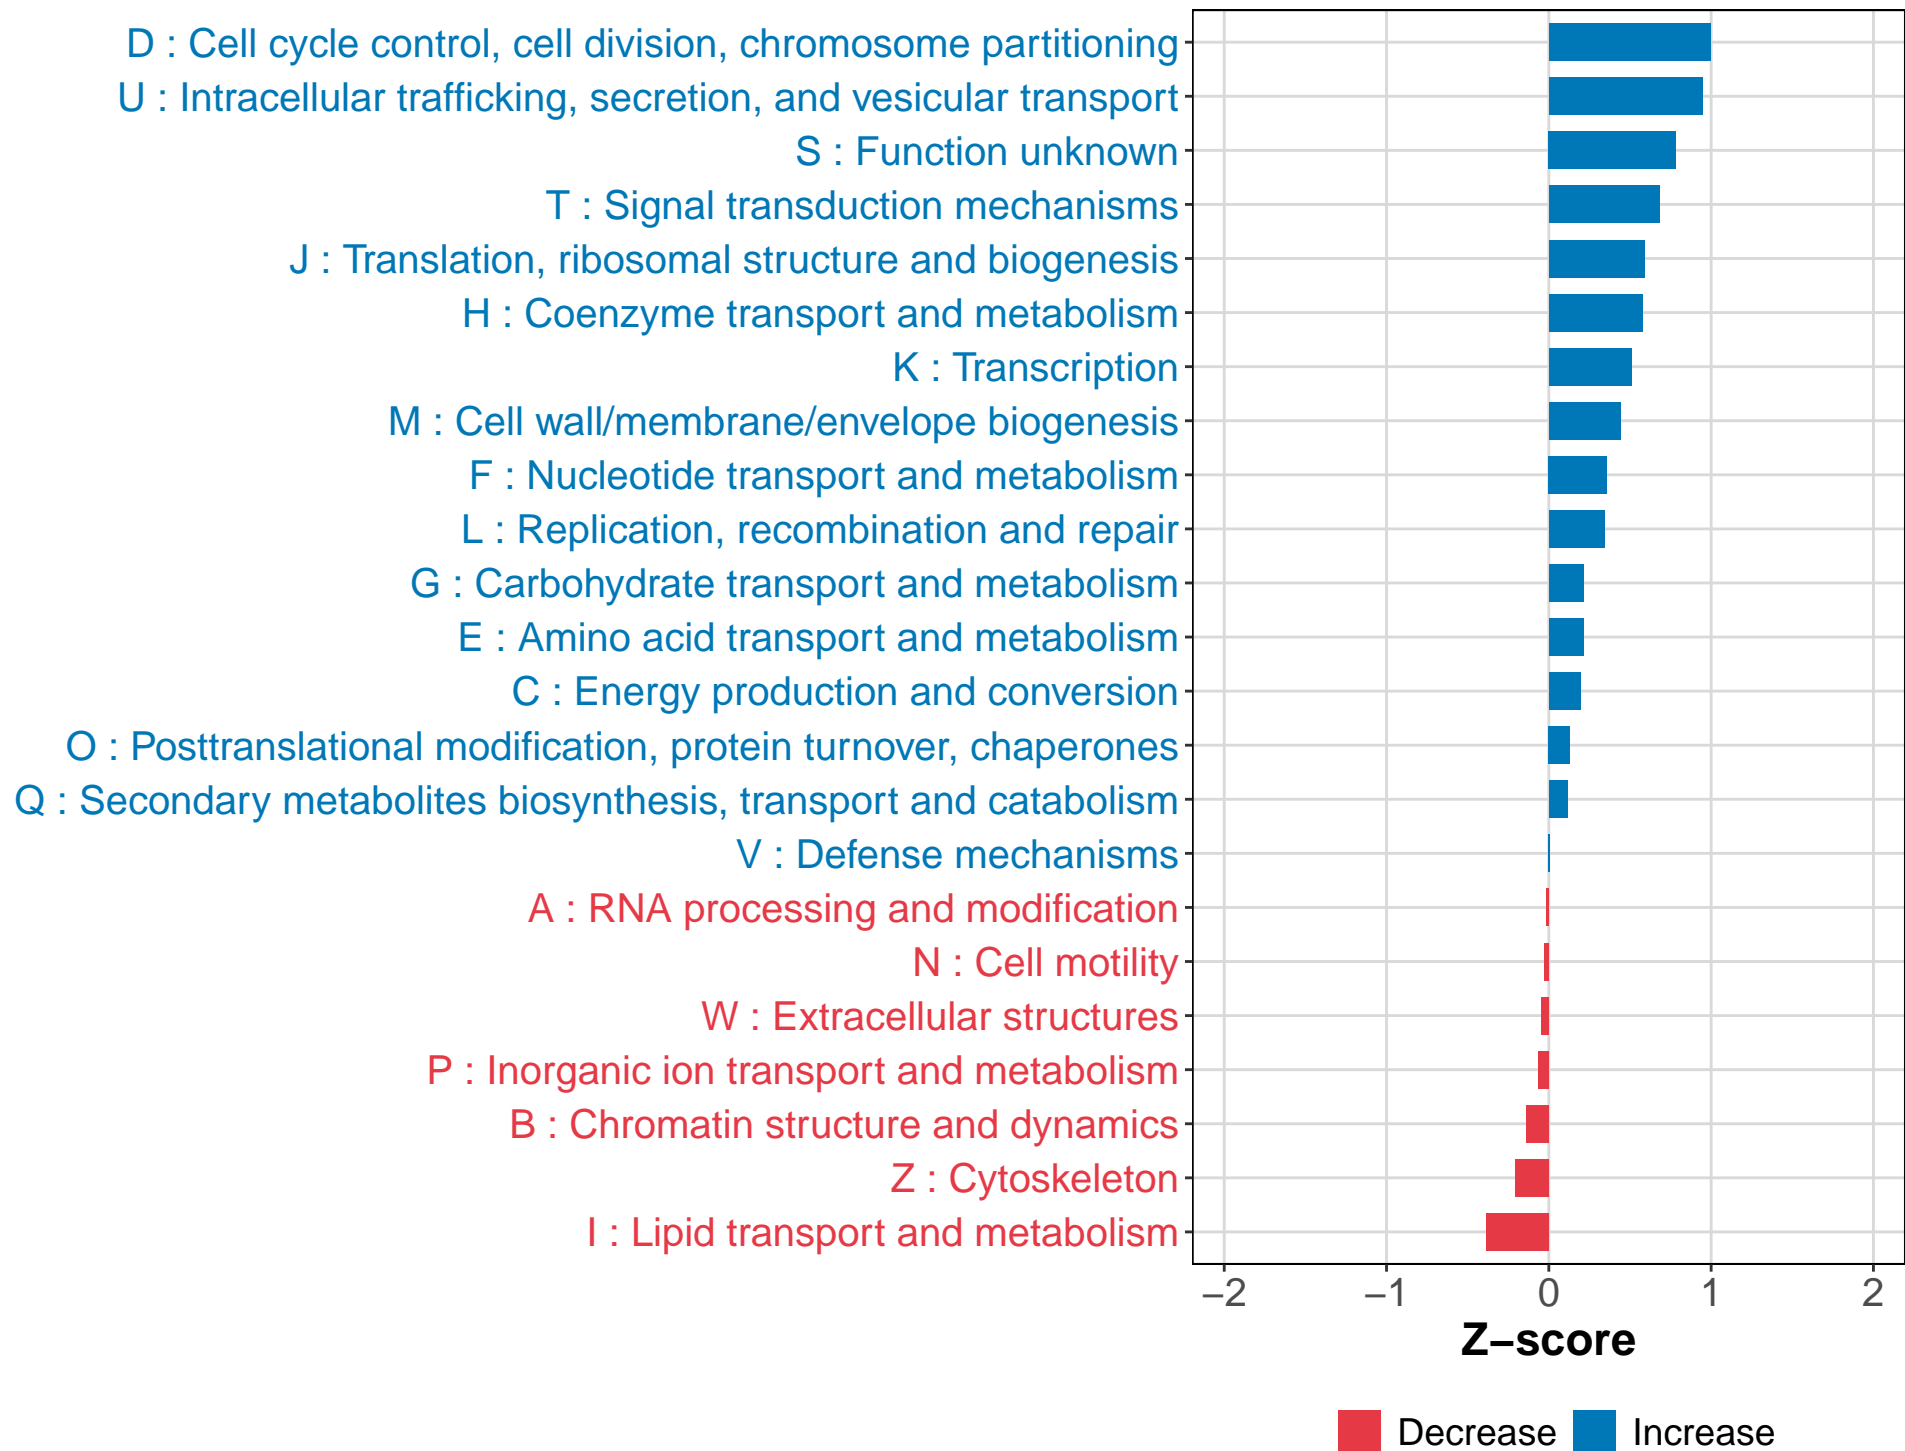 D : Cell cycle control, cell division, chromosome partitioning
U : Intracellular trafficking, secretion, and vesicular transport
S : Function unknown
T : Signal transduction mechanisms
J : Translation, ribosomal structure and biogenesis
H : Coenzyme transport and metabolism
K : Transcription
M : Cell wall/membrane/envelope biogenesis
F : Nucleotide transport and metabolism
L : Replication, recombination and repair
G : Carbohydrate transport and metabolism
E : Amino acid transport and metabolism
C : Energy production and conversion
O : Posttranslational modification, protein turnover, chaperones
Q : Secondary metabolites biosynthesis, transport and catabolism
V : Defense mechanisms
A : RNA processing and modification
N : Cell motility
W : Extracellular structures
P : Inorganic ion transport and metabolism
B : Chromatin structure and dynamics
Z : Cytoskeleton
I : Lipid transport and metabolism
−2 −1 0 1 2
Z−score
Decrease Increase